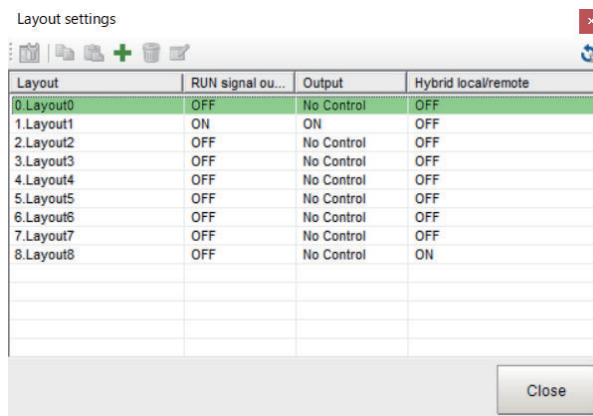 Layout settings
Layout RUN signal ou... Output Hybrid local/remote
0.Layout0 OFF No Control OFF
1.Layout1 ON ON OFF
2.Layout2 OFF No Control OFF
3.Layout3 OFF No Control OFF
4.Layout4 OFF No Control OFF
5.Layout5 OFF No Control OFF
6.Layout6 OFF No Control OFF
7.Layout7 OFF No Control OFF
8.Layout8 OFF No Control ON
Close